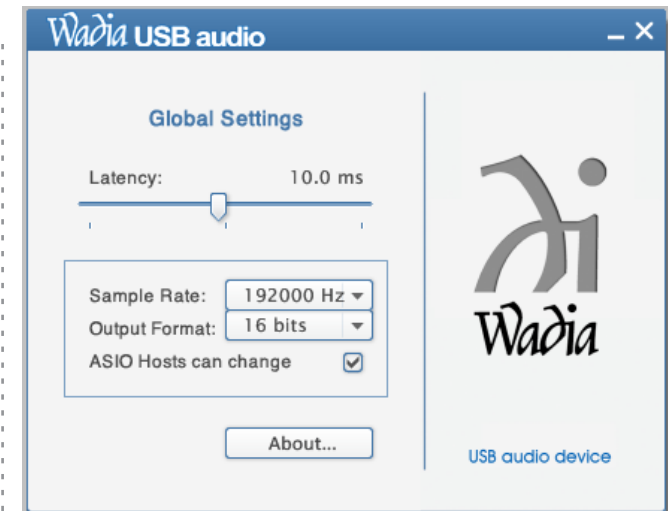 Wadia USB audio
Global Settings
Latency: 10.0 ms
Sample Rate: 192000 Hz
Output Format: 16 bits
ASIO Hosts can change
About...
Wadia
USB audio device